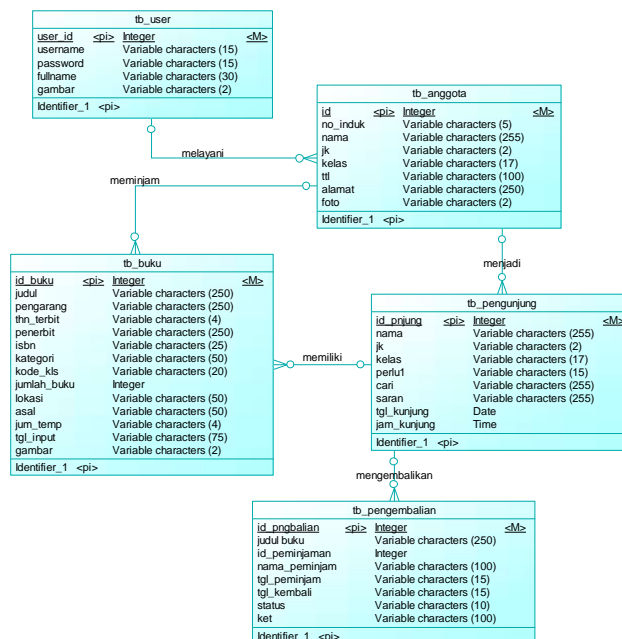 tb_user
user_id <pi> Integer <M>
username Variable characters (15)
password Variable characters (15)
fullname Variable characters (30)
gambar Variable characters (2)
Identifier_1 <pi>
tb_anggota
id <pi> Integer <M>
no_induk Variable characters (5)
nama Variable characters (255)
jk Variable characters (2)
kelas Variable characters (17)
ttl Variable characters (100)
alamat Variable characters (250)
foto Variable characters (2)
Identifier_1 <pi>
melayani
meminjam
tb_buku
id_buku <pi> Integer <M>
judul Variable characters (250)
pengarang Variable characters (250)
thn_terbit Variable characters (4)
penerbit Variable characters (250)
isbn Variable characters (25)
kategori Variable characters (50)
kode_kls Variable characters (20)
jumlah_buku Integer
lokasi Variable characters (50)
asal Variable characters (50)
jum_temp Variable characters (4)
tgl_input Variable characters (75)
gambar Variable characters (2)
Identifier_1 <pi>
menjadi
tb_pengunjung
id_pnjung <pi> Integer <M>
nama Variable characters (255)
jk Variable characters (2)
kelas Variable characters (17)
perlu1 Variable characters (15)
cari Variable characters (255)
saran Variable characters (255)
tgl_kunjung Date
jam_kunjung Time
Identifier_1 <pi>
memiliki
mengembalikan
tb_pengembalian
id_pngbalian <pi> Integer <M>
judul buku Variable characters (250)
id_peminjaman Integer
nama_peminjam Variable characters (100)
tgl_peminjam Variable characters (15)
tgl_kembali Variable characters (15)
status Variable characters (10)
ket Variable characters (100)
Identifier_1 <pi>